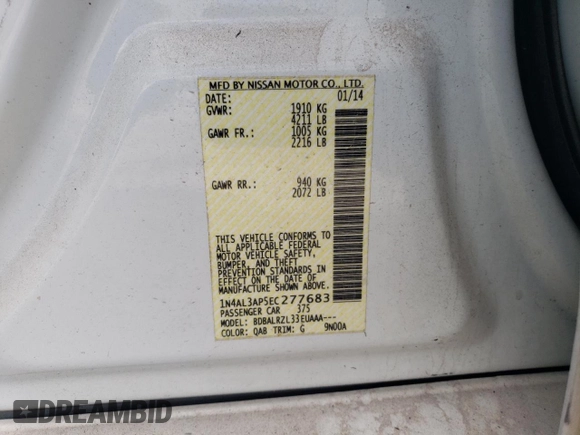 MFD BY NISSAN MOTOR CO., LTD.
DATE: 01/14
GVWR: 1910 KG
4211 LB
GAWR FR.: 1005 KG
2216 LB
GAWR RR.: 940 KG
2072 LB
THIS VEHICLE CONFORMS TO
ALL APPLICABLE FEDERAL
MOTOR VEHICLE SAFETY,
BUMPER, AND THEFT
PREVENTION STANDARDS IN
EFFECT ON THE DATE OF
MANUFACTURE SHOWN ABOVE.
1N4AL3AP5EC277683
PASSENGER CAR 375
MODEL: BDBALRZL33EUAAA---
COLOR: QAB TRIM: G 9N00A
DREAMBID